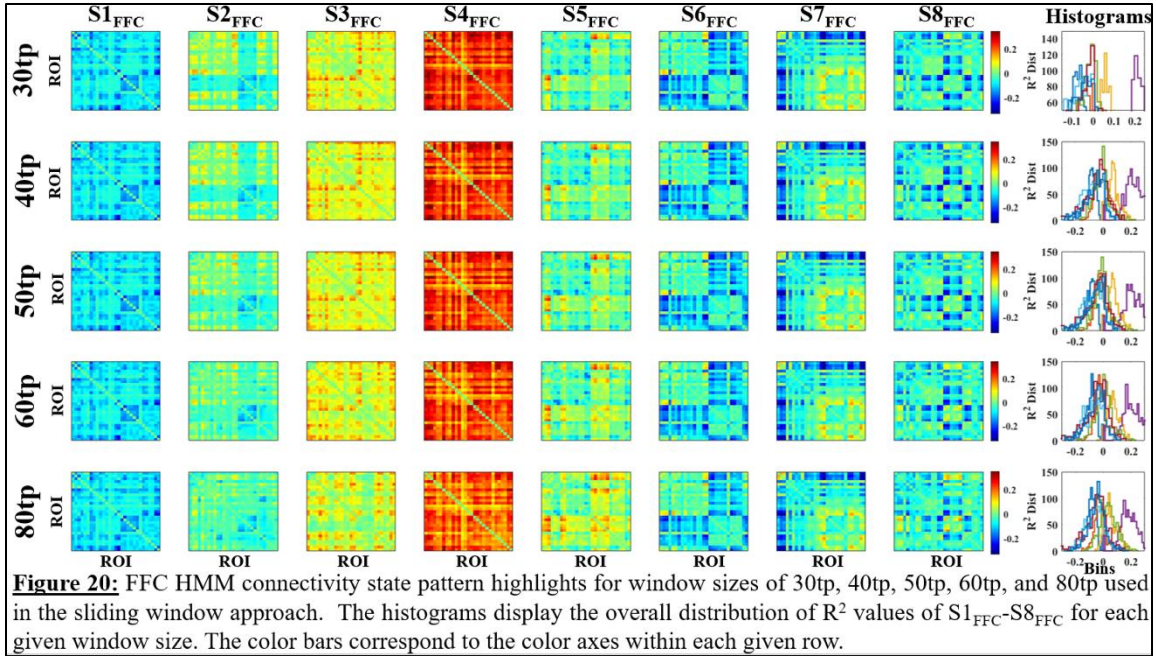 S1FFC S2FFC S3FFC S4FFC S5FFC S6FFC S7FFC S8FFC Histograms
30tp
ROI
0.2
0
-0.2
R² Dist
140
120
100
80
60
-0.1 0 0.1 0.2
40tp
ROI
0.2
0
-0.2
R² Dist
150
100
50
0
-0.2 0 0.2
50tp
ROI
0.2
0
-0.2
R² Dist
150
100
50
0
-0.2 0 0.2
60tp
ROI
0.2
0
-0.2
R² Dist
150
100
50
0
-0.2 0 0.2
80tp
ROI
0.2
0
-0.2
R² Dist
150
100
50
0
-0.2 0 0.2
ROI ROI ROI ROI ROI ROI ROI ROI Bins
Figure 20: FFC HMM connectivity state pattern highlights for window sizes of 30tp, 40tp, 50tp, 60tp, and 80tp used
in the sliding window approach. The histograms display the overall distribution of R² values of S1FFC-S8FFC for each
given window size. The color bars correspond to the color axes within each given row.